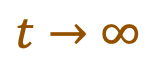 t → ∞